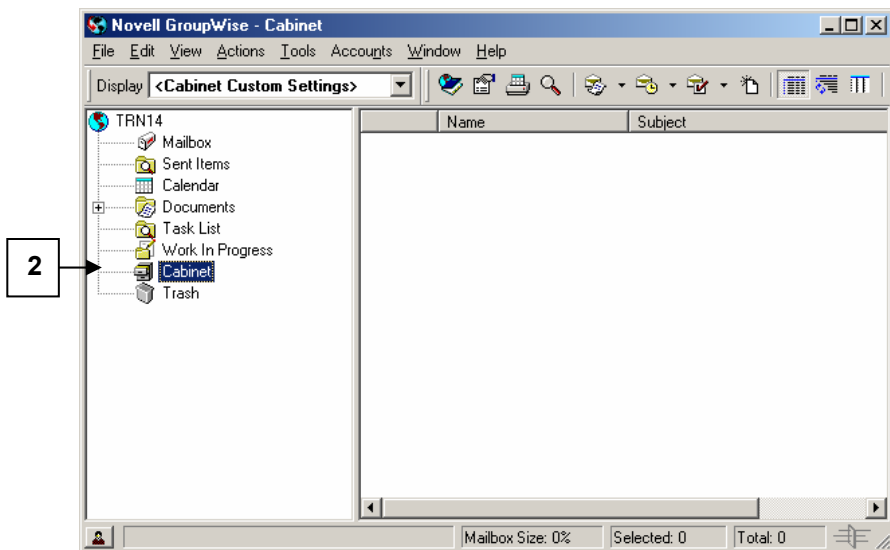 Novell GroupWise - Cabinet
File Edit View Actions Tools Accounts Window Help
Display <Cabinet Custom Settings>
TRN14
Name Subject
Mailbox
Sent Items
Calendar
Documents
Task List
Work In Progress
2
Cabinet
Trash
Mailbox Size: 0% Selected: 0 Total: 0